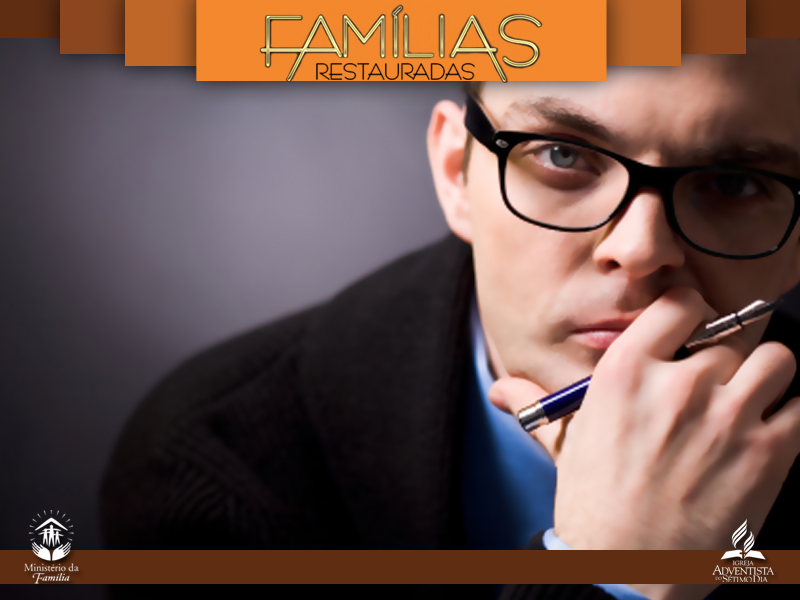 FAMÍLIAS
RESTAURADAS
Ministério da
Família
IGREJA
ADVENTISTA
DO SÉTIMO DIA